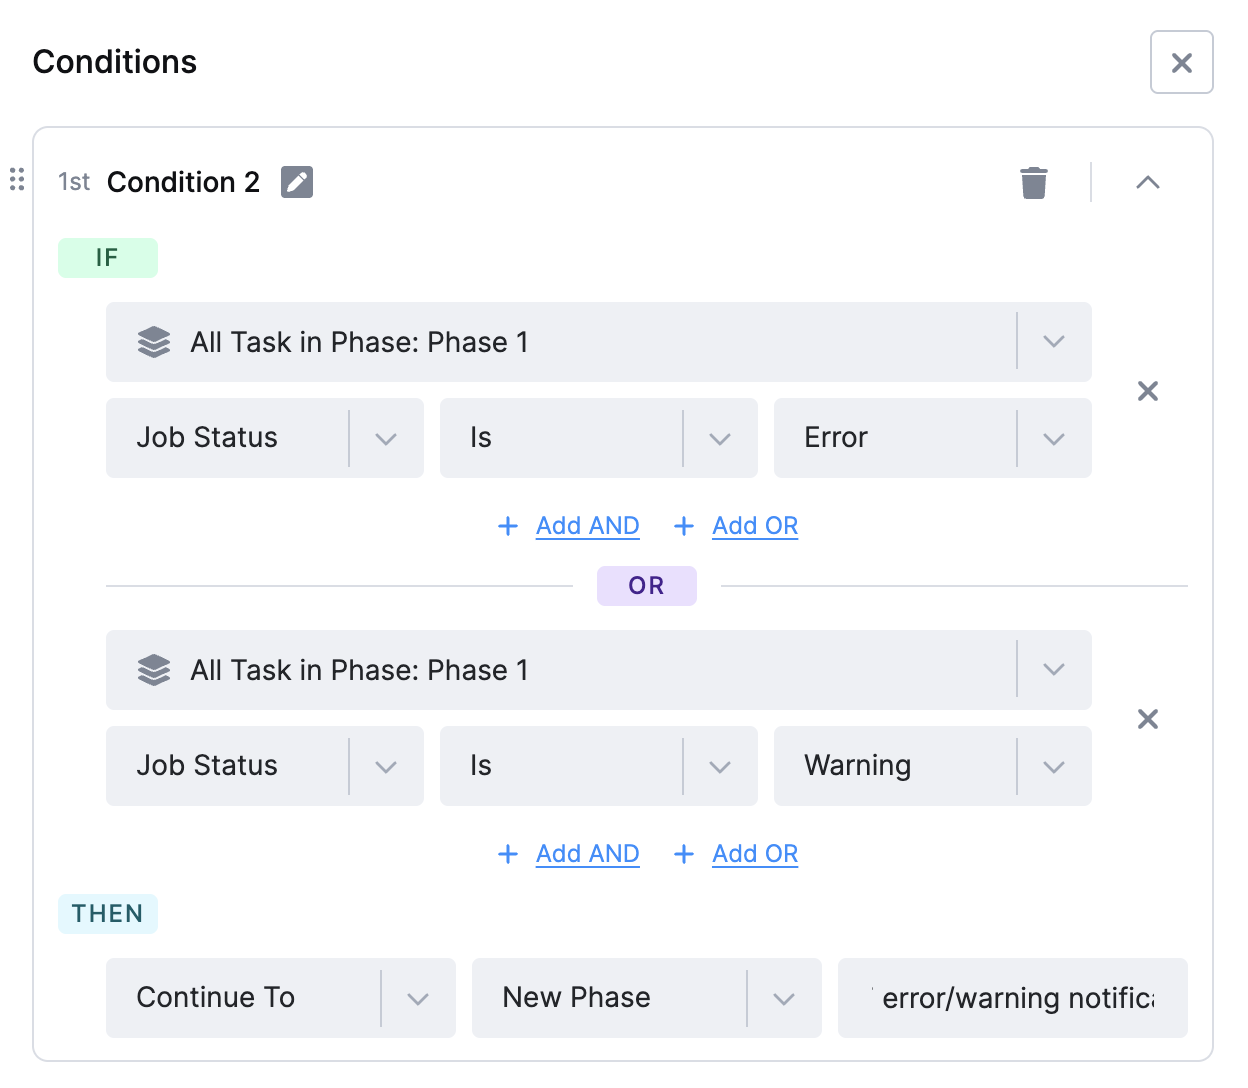 Conditions
1st Condition 2
IF
All Task in Phase: Phase 1
Job Status Is Error
+ Add AND + Add OR
OR
All Task in Phase: Phase 1
Job Status Is Warning
+ Add AND + Add OR
THEN
Continue To New Phase error/warning